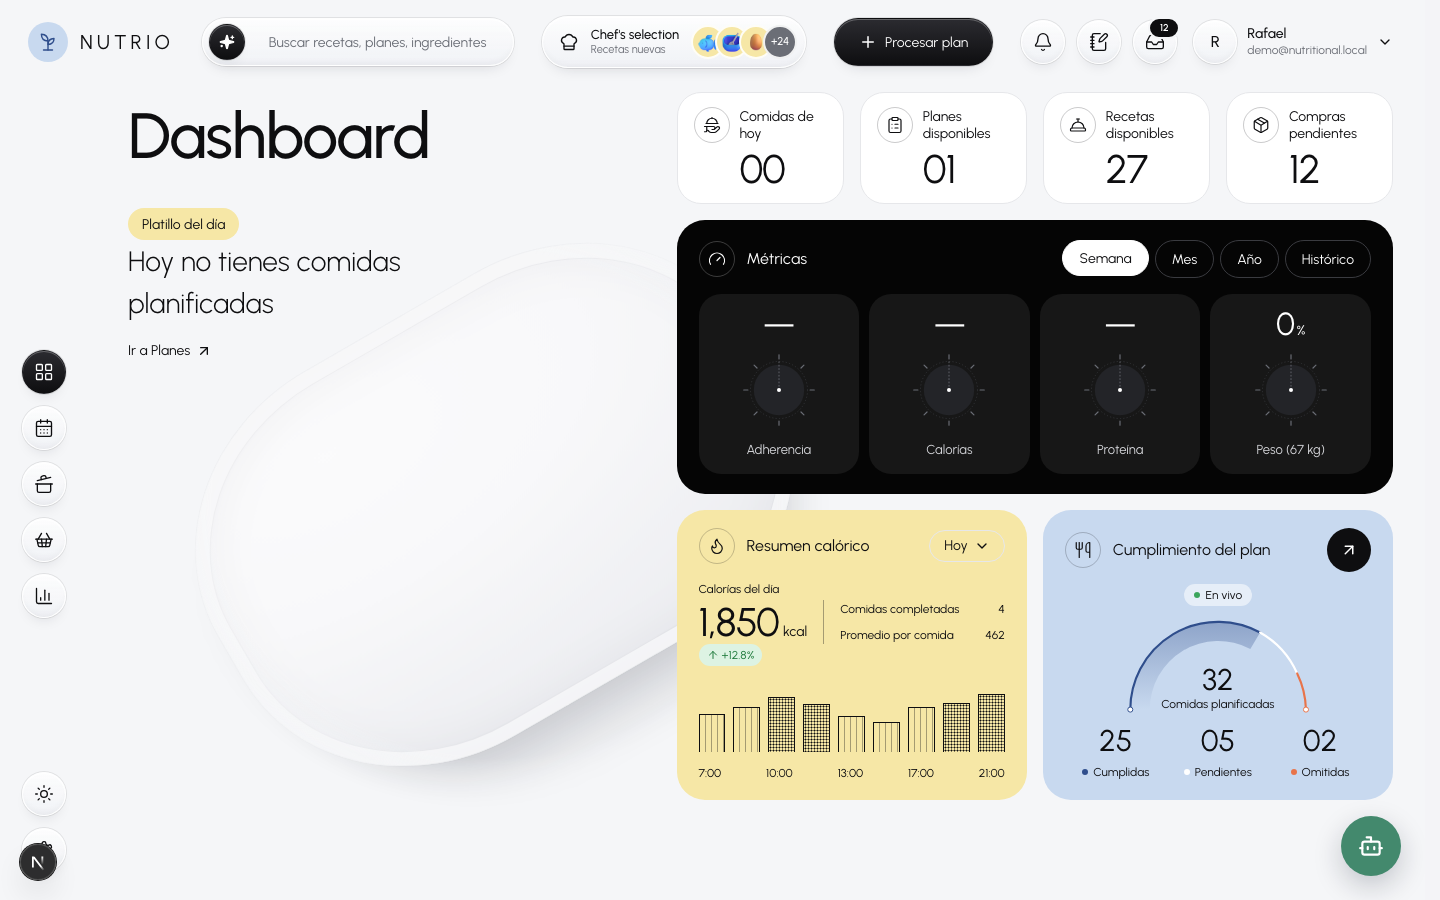 NUTRIO
Buscar recetas, planes, ingredientes
Chef's selection
Recetas nuevas
+24
Procesar plan
12
R
Rafael
demo@nutritional.local
Dashboard
Platillo del día
Hoy no tienes comidas
planificadas
Ir a Planes
Comidas de
hoy
00
Planes
disponibles
01
Recetas
disponibles
27
Compras
pendientes
12
Métricas
Semana
Mes
Año
Histórico
—
Adherencia
—
Calorías
—
Proteína
0%
Peso (67 kg)
Resumen calórico
Hoy
Calorías del día
1,850 kcal
+12.8%
Comidas completadas 4
Promedio por comida 462
7:00 10:00 13:00 17:00 21:00
Cumplimiento del plan
En vivo
32
Comidas planificadas
25
Cumplidas
05
Pendientes
02
Omitidas
N